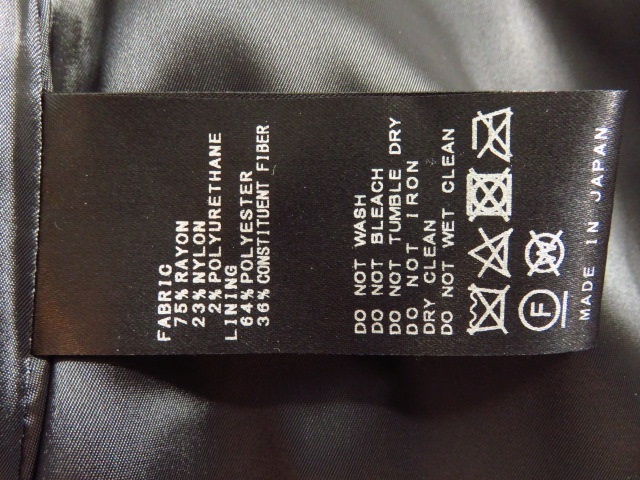 FABRIC
75%RAYON
23%NYLON
2%POLYURETHANE
LINING
64%POLYESTER
36%CONSTITUENT FIBER
DO NOT WASH
DO NOT BLEACH
DO NOT TUMBLE DRY
DO NOT IRON
DRY CLEAN
DO NOT WET CLEAN
F W
MADE IN JAPAN